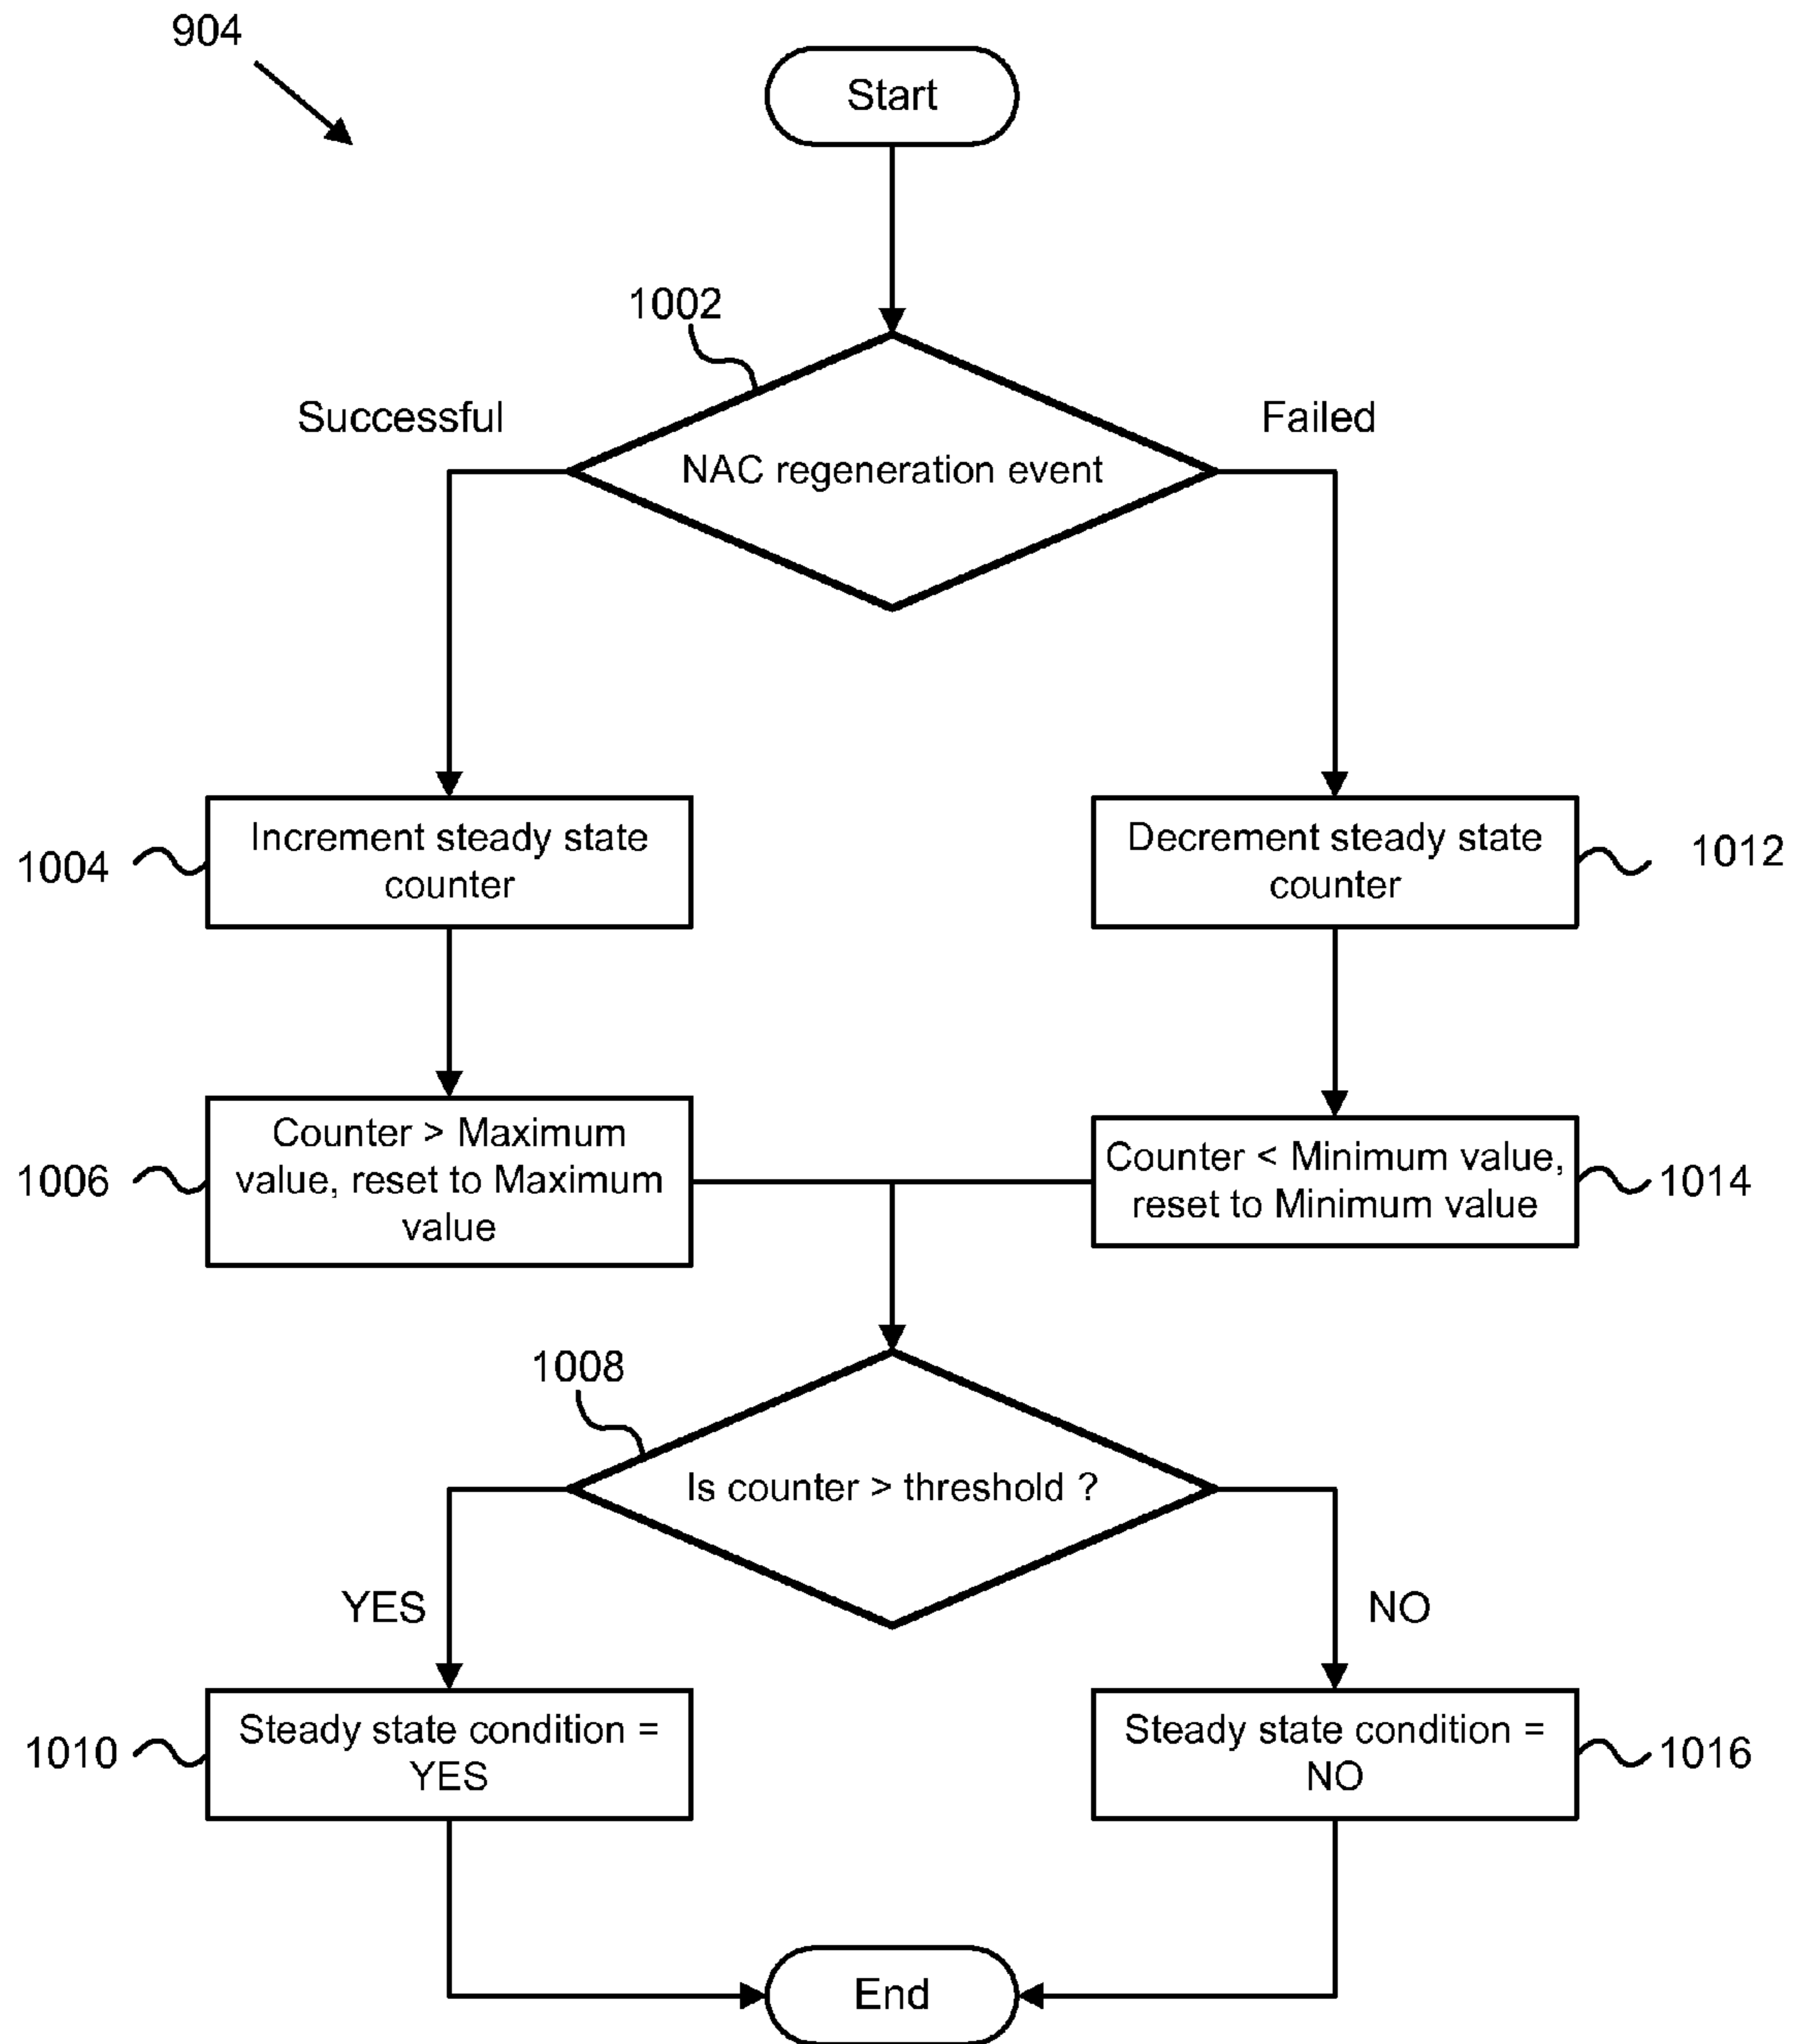 904
Start
1002
Successful
Failed
NAC regeneration event
1004
Increment steady state
counter
Decrement steady state
counter
1012
1006
Counter > Maximum
value, reset to Maximum
value
Counter < Minimum value,
reset to Minimum value
1014
1008
Is counter > threshold ?
YES
NO
1010
Steady state condition =
YES
Steady state condition =
NO
1016
End